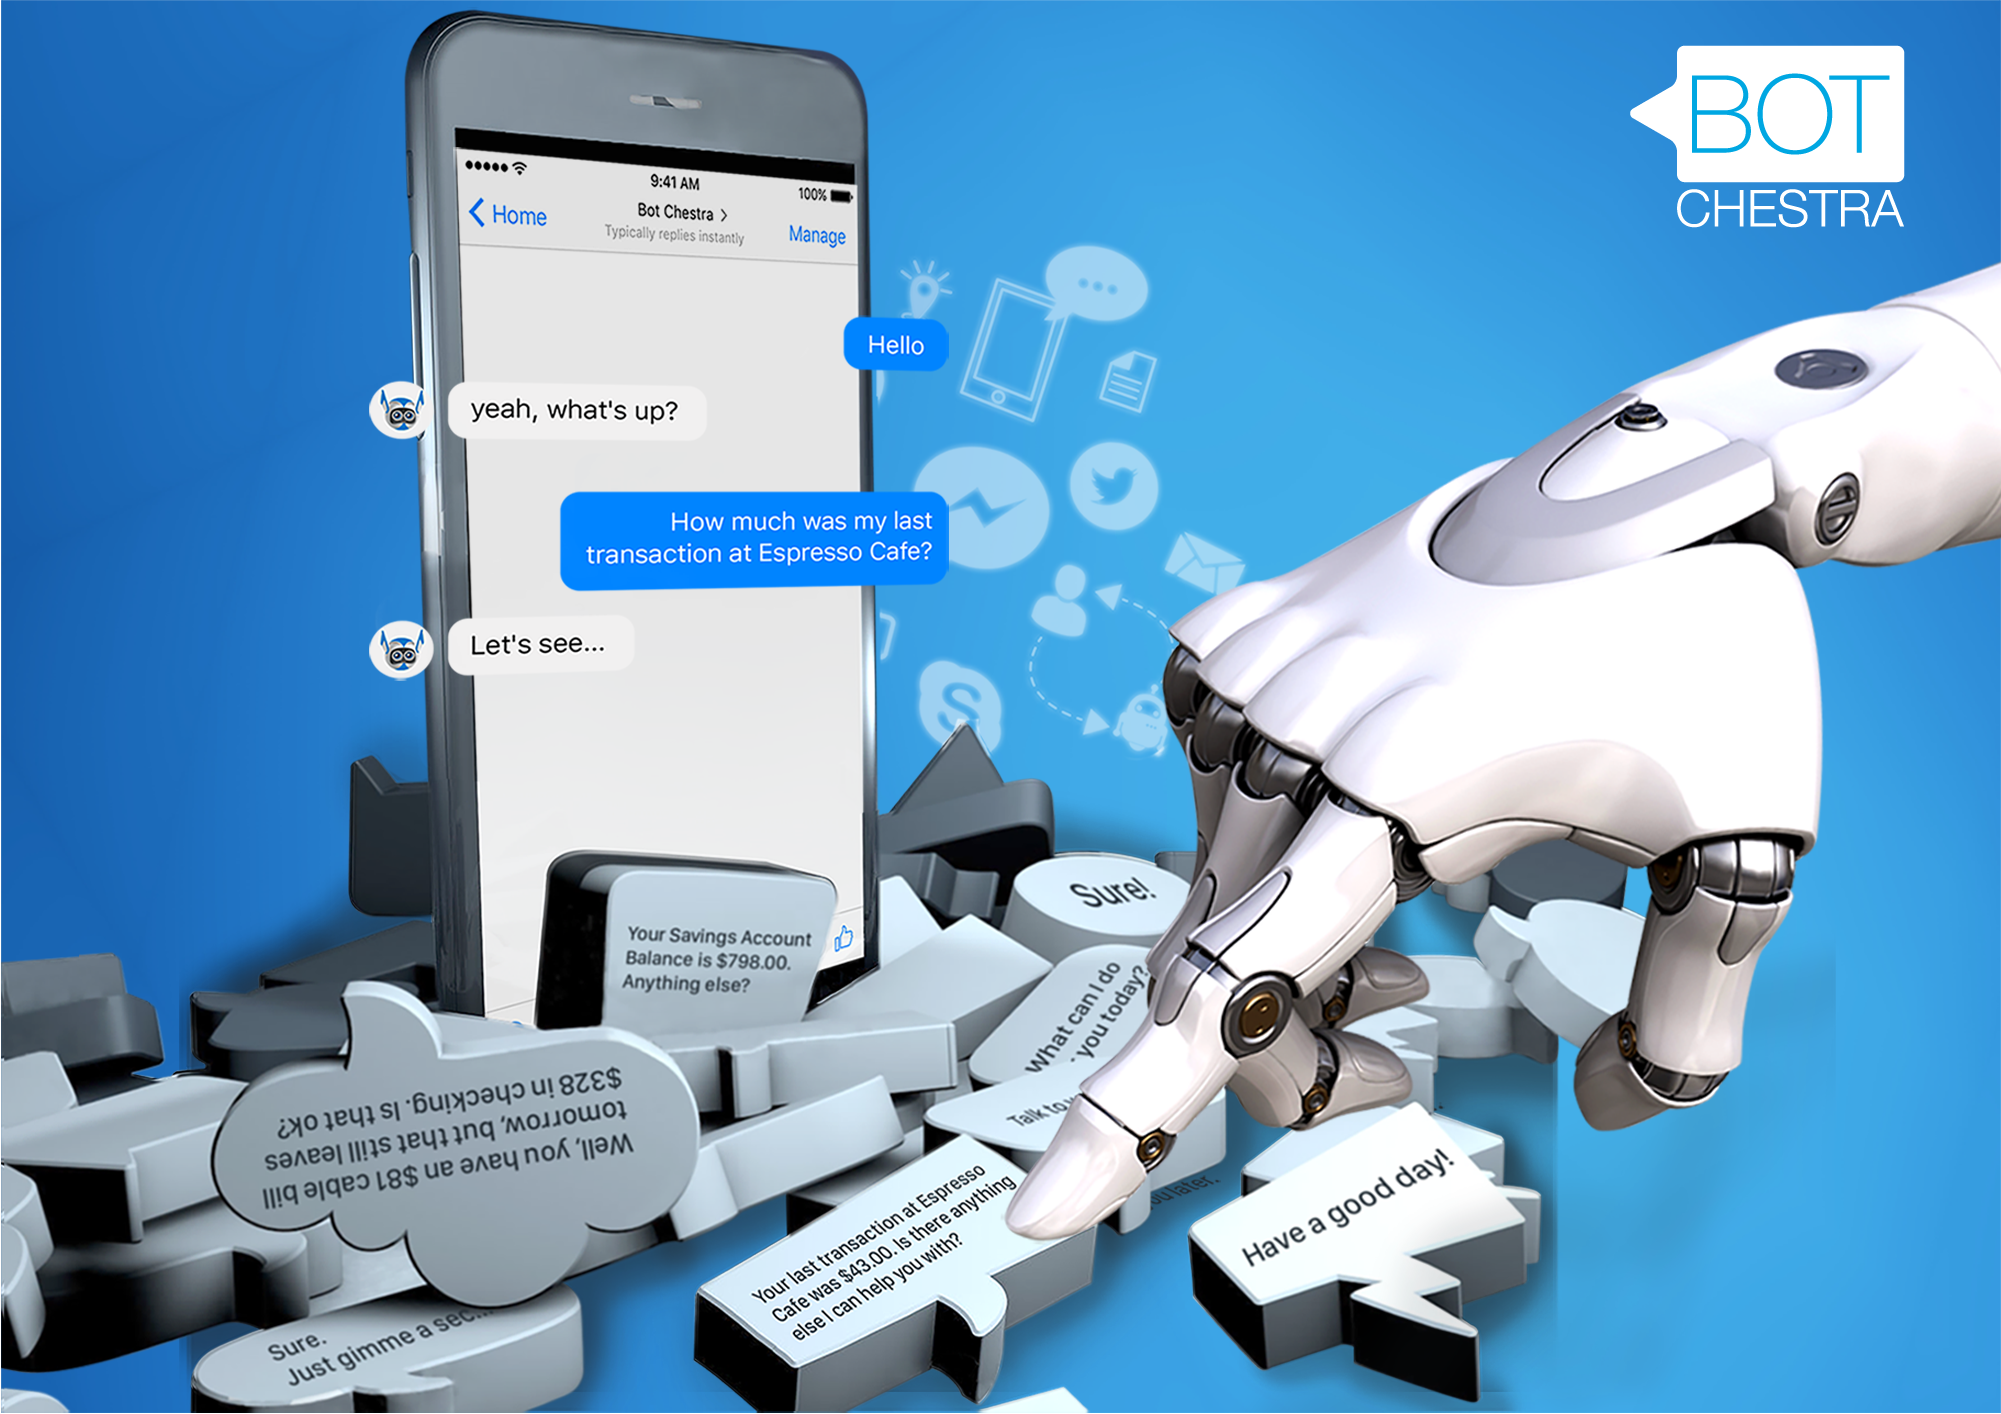 BOT
CHESTRA
9:41 AM
100%
Home
Bot Chestra
Manage
Typically replies instantly
Hello
yeah, what's up?
How much was my last
transaction at Espresso Cafe?
Let's see...
Your Savings Account
Balance is $798.00.
Anything else?
Sure!
What can I do
you today?
Talk to
Well, you have an $81 cable bill
tomorrow, but that still leaves
$328 in checking. Is that ok?
Your last transaction at Espresso
Cafe was $43.00. Is there anything
else I can help you with?
later.
Have a good day!
Sure.
Just gimme a sec...